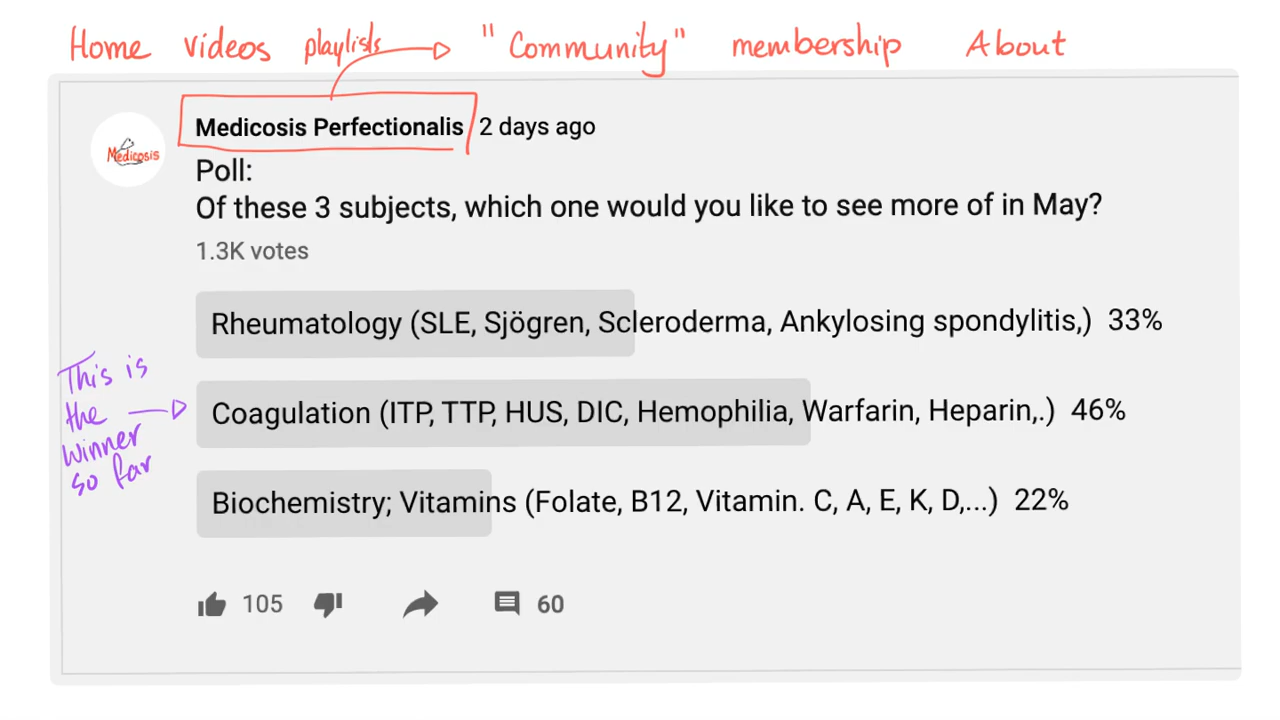 Home videos playlists "Community" membership About
Medicosis
Medicosis Perfectionalis 2 days ago
Poll:
Of these 3 subjects, which one would you like to see more of in May?
1.3K votes
Rheumatology (SLE, Sjögren, Scleroderma, Ankylosing spondylitis,) 33%
This is
the
winner
so far
Coagulation (ITP, TTP, HUS, DIC, Hemophilia, Warfarin, Heparin,.) 46%
Biochemistry; Vitamins (Folate, B12, Vitamin. C, A, E, K, D,...) 22%
105 60